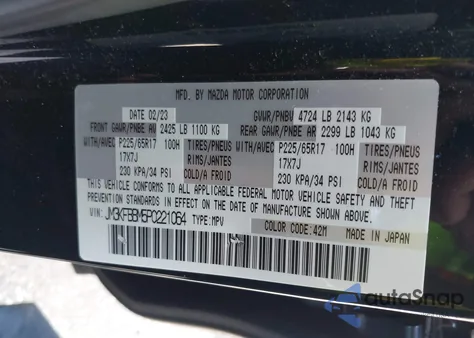 MFD. BY MAZDA MOTOR CORPORATION
DATE 02/23 GVWR/PNBV 4724 LB 2143 KG
FRONT GAWR/PNBE AV 2425 LB 1100 KG REAR GAWR/PNBE AR 2299 LB 1043 KG
WITH/AVEC P225/65R17 100H TIRES/PNEUS WITH/AVEC P225/65R17 100H TIRES/PNEUS
17X7J RIMS/JANTES 17X7J RIMS/JANTES
230 KPA/34 PSI COLD/A FROID 230 KPA/34 PSI COLD/A FROID
THIS VEHICLE CONFORMS TO ALL APPLICABLE FEDERAL MOTOR VEHICLE SAFETY, BUMPER, AND THEFT
PREVENTION STANDARDS IN EFFECT ON THE DATE OF MANUFACTURE SHOWN ABOVE.
VIN: JM3KFBBM5P0221064 TYPE:MPV COLOR CODE:42M
MADE IN JAPAN
autoSnap